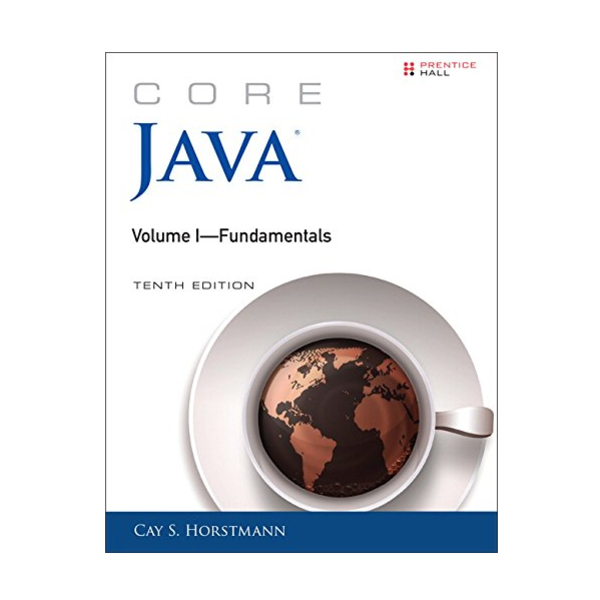 PRENTICE
HALL
CORE
JAVA®
Volume I—Fundamentals
TENTH EDITION
CAY S. HORSTMANN